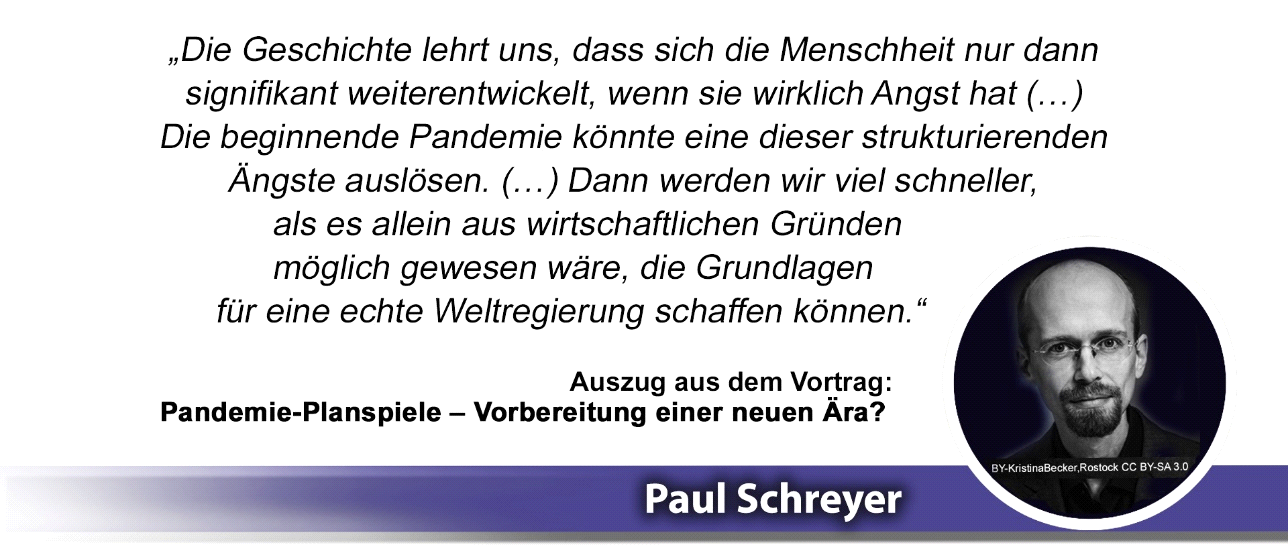 „Die Geschichte lehrt uns, dass sich die Menschheit nur dann
signifikant weiterentwickelt, wenn sie wirklich Angst hat (…)
Die beginnende Pandemie könnte eine dieser strukturierenden
Ängste auslösen. (…) Dann werden wir viel schneller,
als es allein aus wirtschaftlichen Gründen
möglich gewesen wäre, die Grundlagen
für eine echte Weltregierung schaffen können.“
Auszug aus dem Vortrag:
Pandemie-Planspiele – Vorbereitung einer neuen Ära?
BY-KristinaBecker,Rostock CC BY-SA 3.0
Paul Schreyer